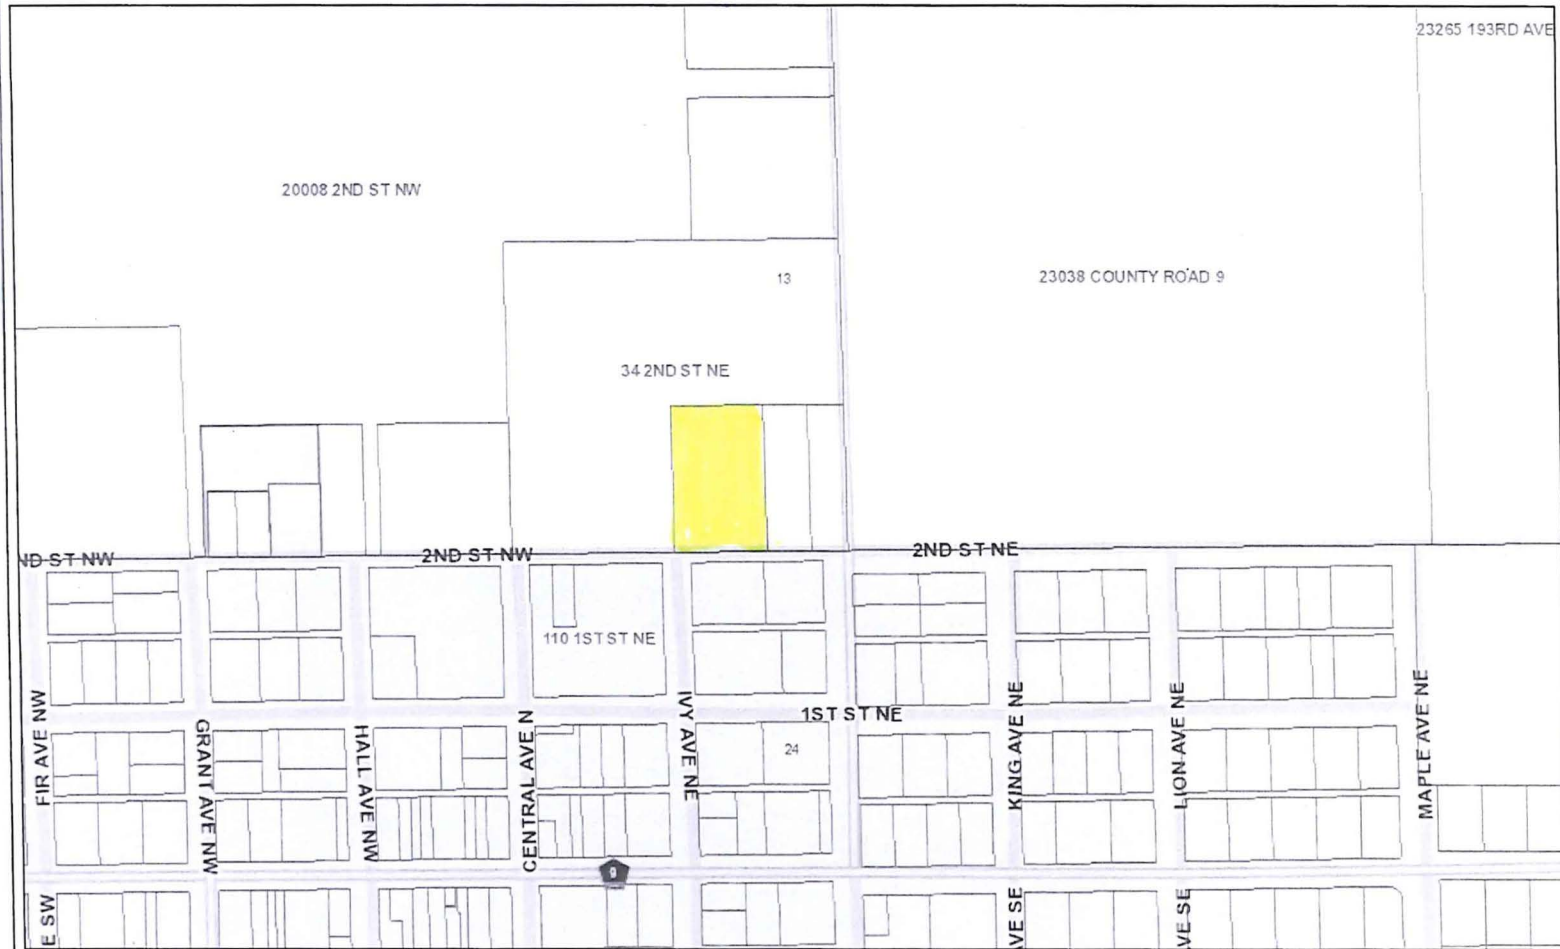 23265 193RD AVE
20008 2ND ST NW
13
23038 COUNTY ROAD 9
34 2ND ST NE
ND ST NW
2ND ST NW
2ND ST NE
110 1ST ST NE
FIR AVE NW
GRANT AVE NW
HALL AVE NW
CENTRAL AVE N
IVY AVE NE
1ST ST NE
24
KING AVE NE
LION AVE NE
MAPLE AVE NE
9
E SW
AVE SE
VE SE